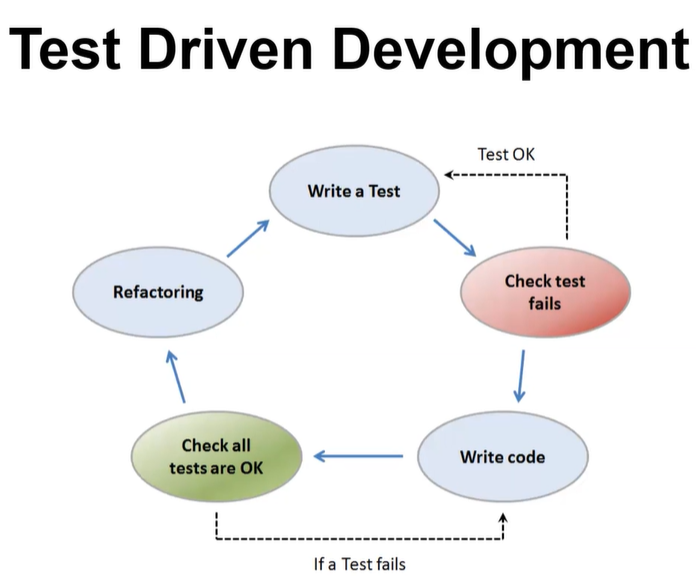 Test Driven Development
Test OK
Write a Test
Check test
fails
Refactoring
Check all
tests are OK
Write code
If a Test fails